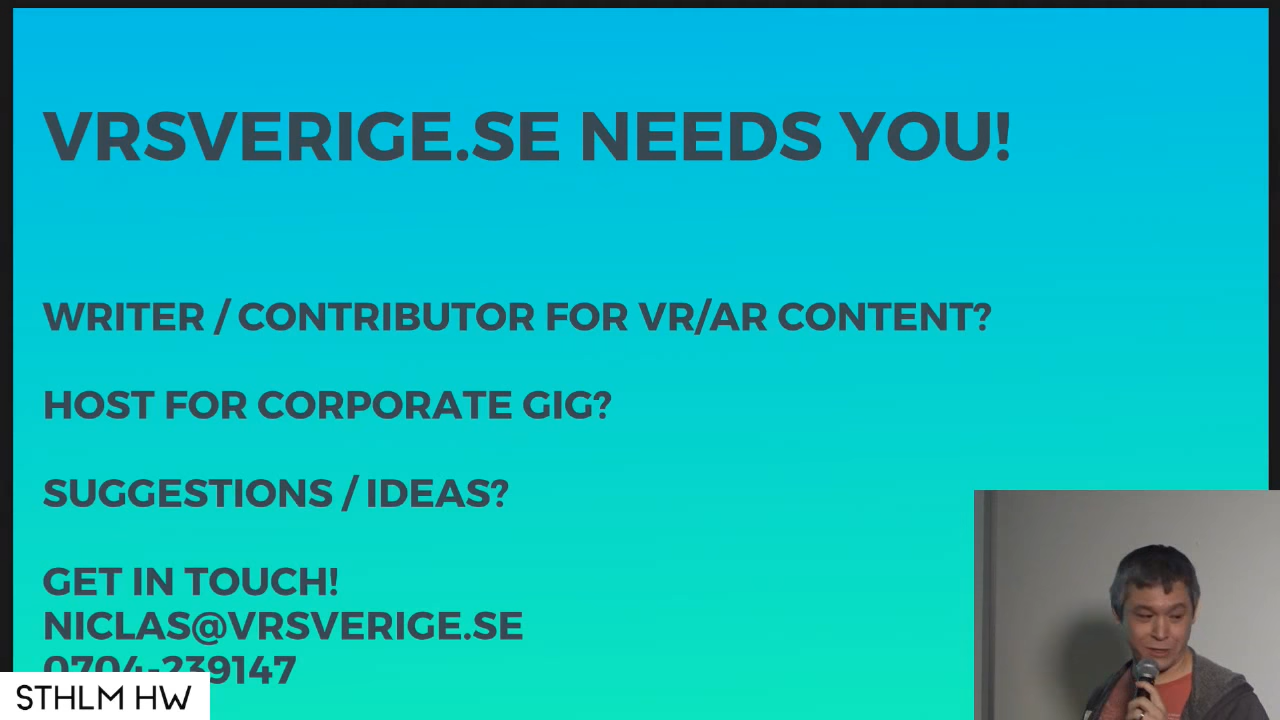 VRSVERIGE.SE NEEDS YOU!
WRITER / CONTRIBUTOR FOR VR/AR CONTENT?
HOST FOR CORPORATE GIG?
SUGGESTIONS / IDEAS?
GET IN TOUCH!
NICLAS@VRSVERIGE.SE
0704-239147
STHLM HW